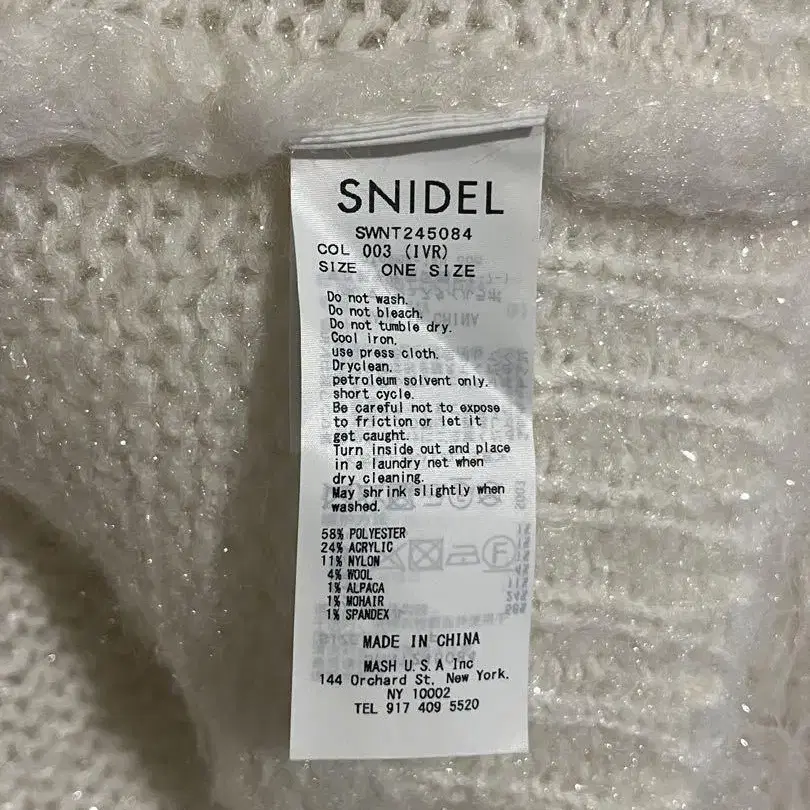 SNIDEL
SWNT245084
COL 003 (IVR)
SIZE ONE SIZE
Do not wash.
Do not bleach.
Do not tumble dry.
Cool iron.
use press cloth.
Dryclean.
petroleum solvent only.
short cycle.
Be careful not to expose
to friction or let it
get caught.
Turn inside out and place
in a laundry net when
dry cleaning.
May shrink slightly when
washed.
58% POLYESTER
24% ACRYLIC
11% NYLON
4% WOOL
1% ALPACA
1% MOHAIR
1% SPANDEX
MADE IN CHINA
MASH U.S.A Inc
144 Orchard St. New York.
NY 10002
TEL 917 409 5520